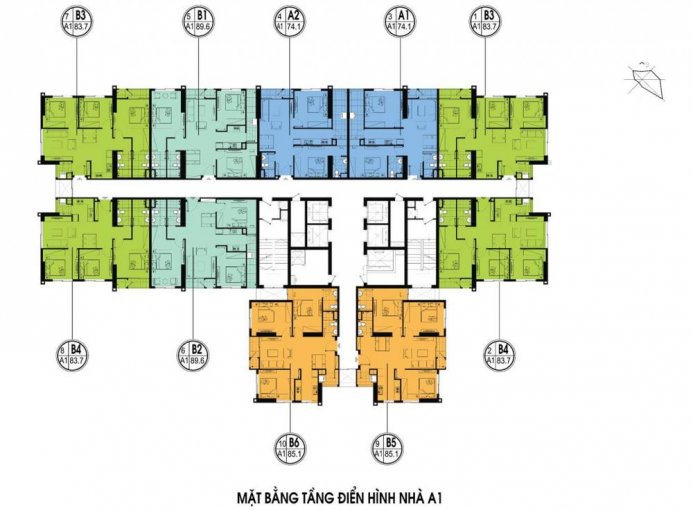 7 B3
A1 83.7
5 B1
A1 89.6
4 A2
A1 74.1
3 A1
A1 74.1
1 B3
A1 83.7
8 B4
A1 83.7
6 B2
A1 89.6
2 B4
A1 83.7
10 B6
A1 85.1
9 B5
A1 85.1
MẶT BẰNG TẦNG ĐIỂN HÌNH NHÀ A1